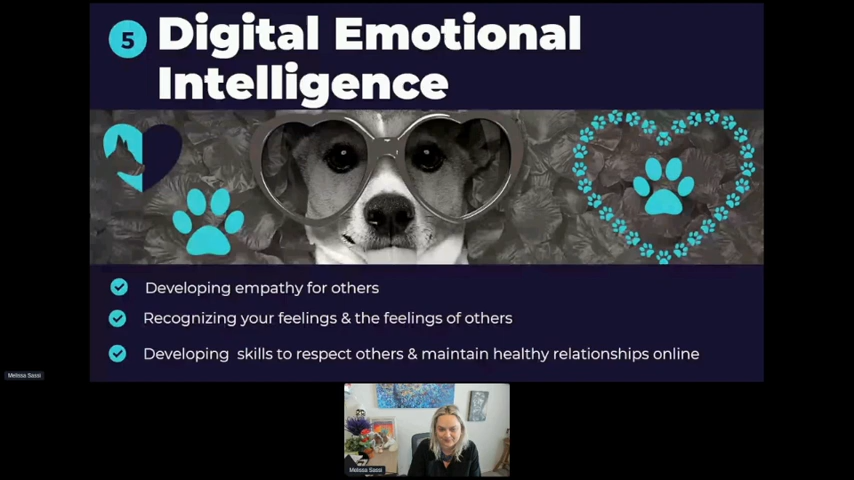 5 Digital Emotional
Intelligence
Developing empathy for others
Recognizing your feelings & the feelings of others
Developing skills to respect others & maintain healthy relationships online
Melissa Sassi
Melissa Sassi